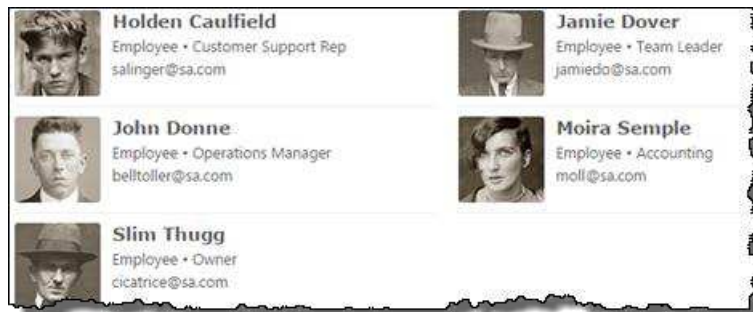 Holden Caulfield
Employee • Customer Support Rep
salinger@sa.com
Jamie Dover
Employee • Team Leader
jamiedo@sa.com
John Donne
Employee • Operations Manager
belltoller@sa.com
Moira Semple
Employee • Accounting
moll@sa.com
Slim Thugg
Employee • Owner
cicatrice@sa.com